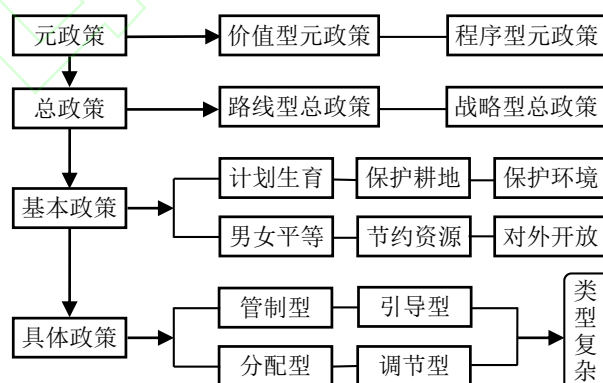 元政策 价值型元政策 程序型元政策
总政策 路线型总政策 战略型总政策
基本政策
计划生育 保护耕地 保护环境
男女平等 节约资源 对外开放
具体政策
管制型 引导型
分配型 调节型
类型复杂